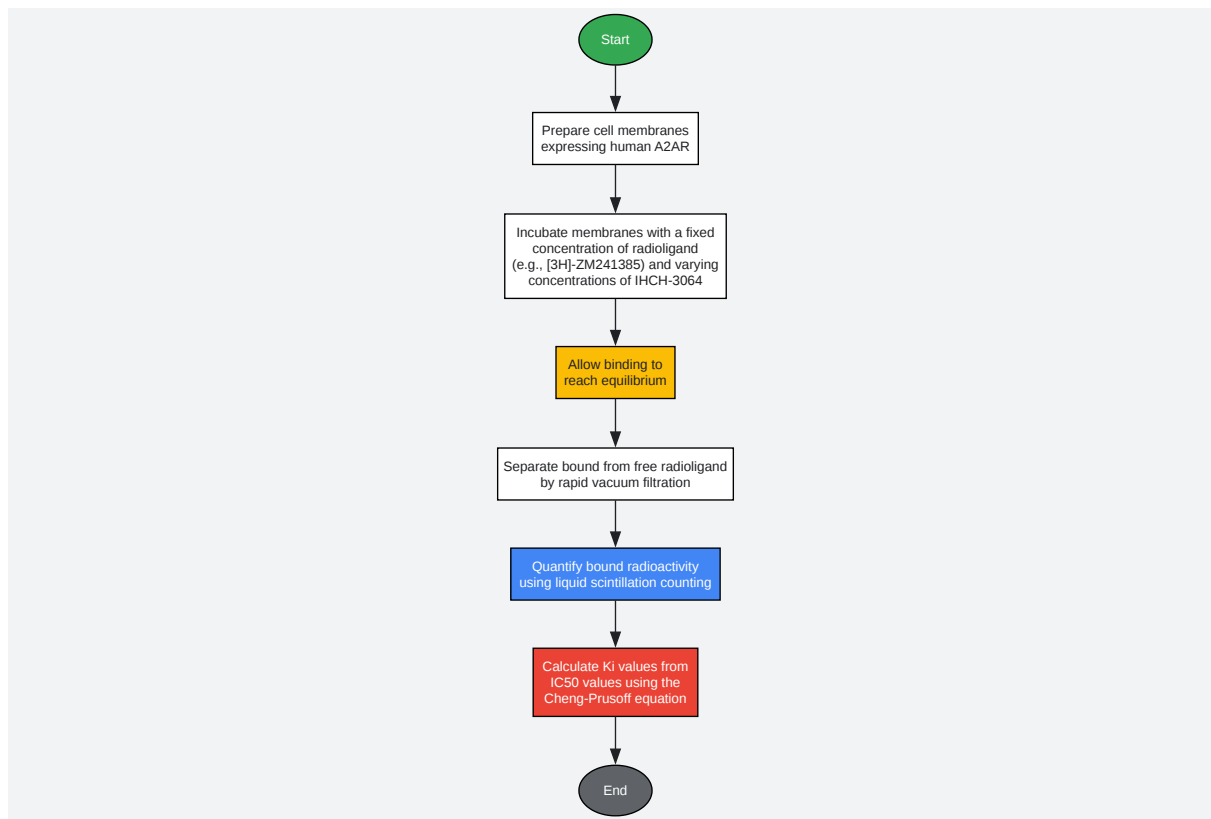 Start
Prepare cell membranes
expressing human A2AR
Incubate membranes with a fixed
concentration of radioligand
(e.g., [3H]-ZM241385) and varying
concentrations of IHCH-3064
Allow binding to
reach equilibrium
Separate bound from free radioligand
by rapid vacuum filtration
Quantify bound radioactivity
using liquid scintillation counting
Calculate Ki values from
IC50 values using the
Cheng-Prusoff equation
End